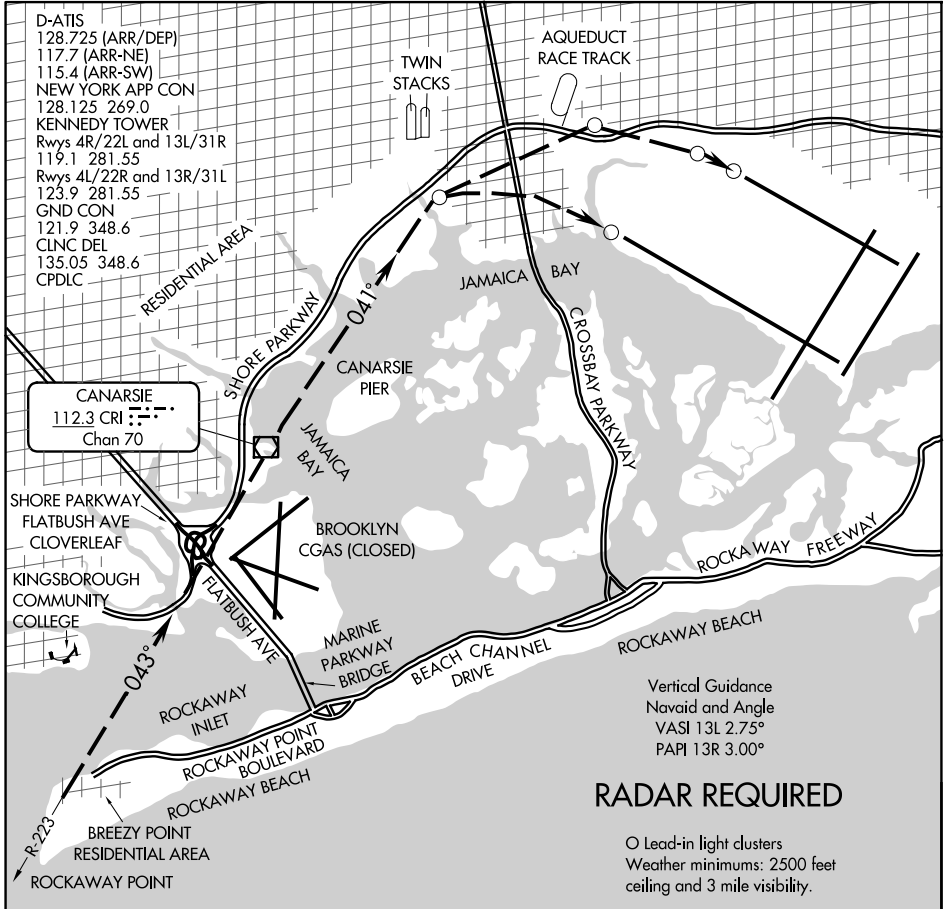 D-ATIS
128.725 (ARR/DEP)
117.7 (ARR-NE)
115.4 (ARR-SW)
NEW YORK APP CON
128.125 269.0
KENNEDY TOWER
Rwys 4R/22L and 13L/31R
119.1 281.55
Rwys 4L/22R and 13R/31L
123.9 281.55
GND CON
121.9 348.6
CLNC DEL
135.05 348.6
CPDLC
TWIN
STACKS
AQUEDUCT
RACE TRACK
RESIDENTIAL AREA
SHORE PARKWAY
041°
JAMAICA BAY
CROSSBAY PARKWAY
CANARSIE
PIER
CANARSIE
112.3 CRI
Chan 70
JAMAICA
BAY
SHORE PARKWAY
FLATBUSH AVE
CLOVERLEAF
BROOKLYN
CGAS (CLOSED)
KINGSBOROUGH
COMMUNITY
COLLEGE
FLATBUSH AVE
043°
MARINE
PARKWAY
BRIDGE
ROCKAWAY
INLET
BEACH CHANNEL
DRIVE
ROCKA WAY FREEWAY
ROCKAWAY BEACH
ROCKAWAY POINT
BOULEVARD
ROCKAWAY BEACH
R-223
BREEZY POINT
RESIDENTIAL AREA
ROCKAWAY POINT
Vertical Guidance
Navaid and Angle
VASI 13L 2.75°
PAPI 13R 3.00°
RADAR REQUIRED
O Lead-in light clusters
Weather minimums: 2500 feet
ceiling and 3 mile visibility.